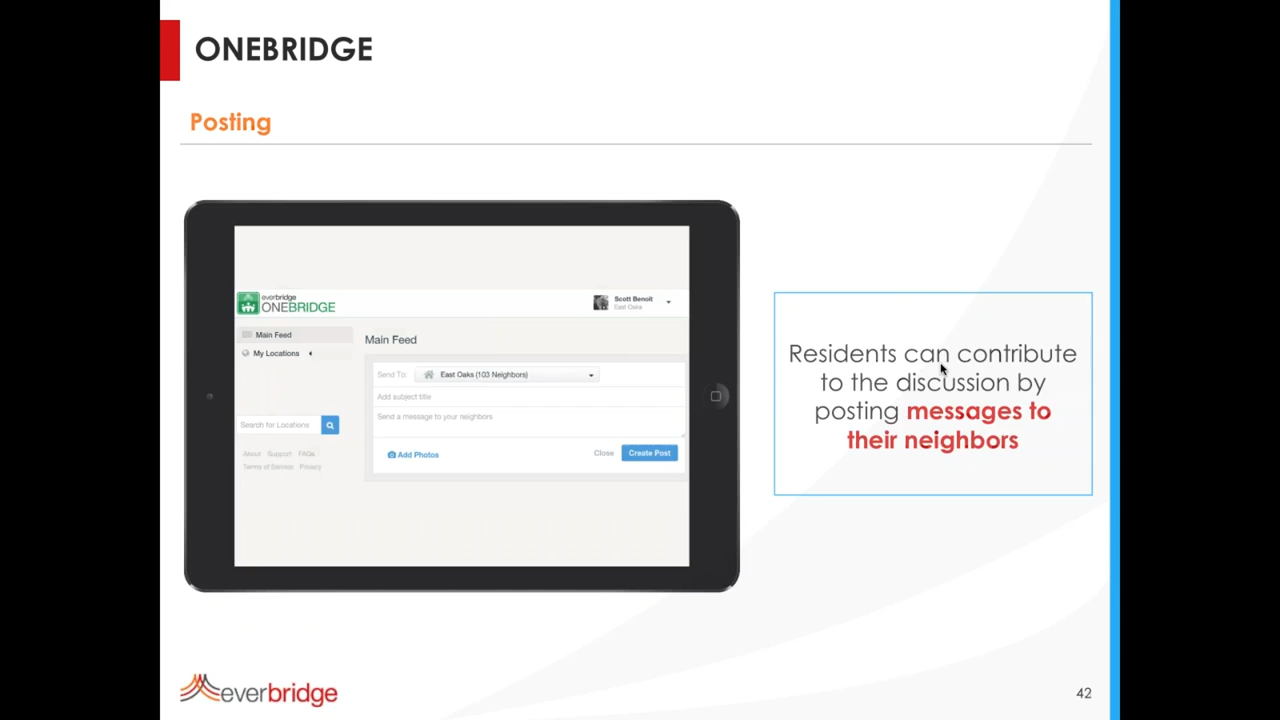 ONEBRIDGE
Posting
everbridge
ONEBRIDGE
Scott Benoit
East Oaks
Main Feed
My Locations
Search for Locations
About Support FAQs
Terms of Service Privacy
Main Feed
Send To: East Oaks (103 Neighbors)
Add subject title
Send a message to your neighbors
Add Photos
Close
Create Post
Residents can contribute
to the discussion by
posting messages to
their neighbors
everbridge
42